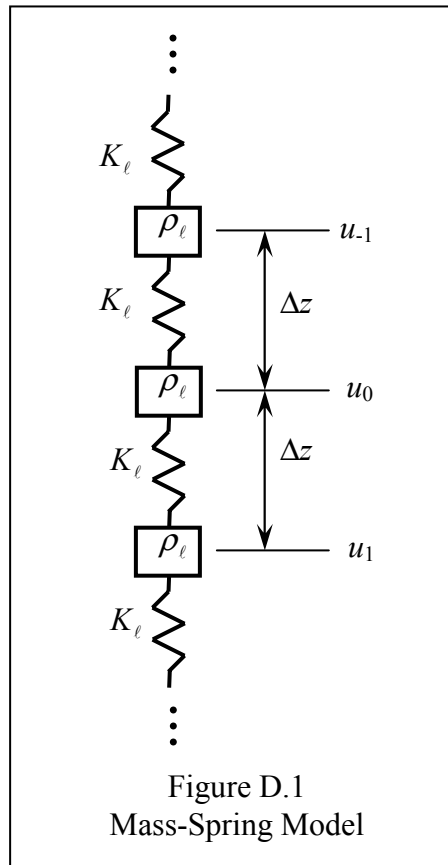 K_ℓ
ρ_ℓ
u_{-1}
K_ℓ
Δz
ρ_ℓ
u_0
K_ℓ
Δz
ρ_ℓ
u_1
K_ℓ
Figure D.1
Mass-Spring Model